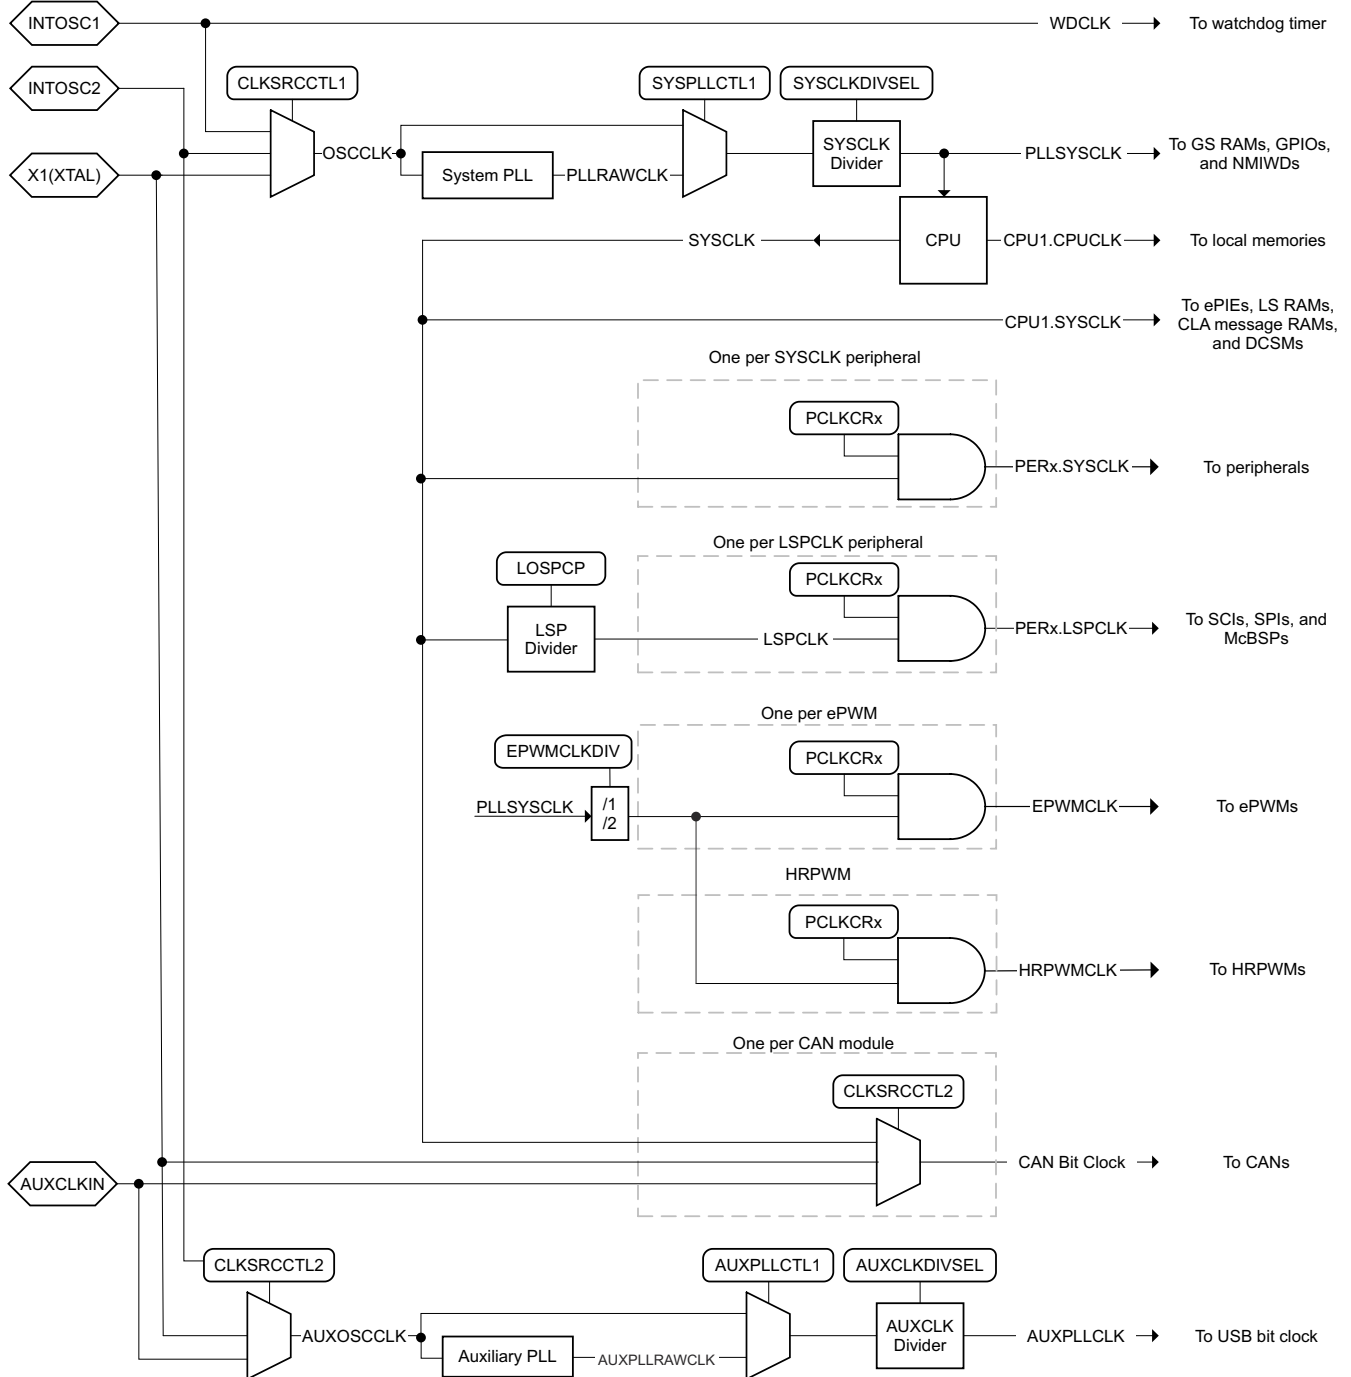 INTOSC1
WDCLK
To watchdog timer
INTOSC2
CLKSRCCTL1
SYSPLLCTL1
SYSCLKDIVSEL
X1(XTAL)
OSCCLK
System PLL
PLLRAWCLK
SYSCLK
Divider
PLLSYSCLK
To GS RAMs, GPIOs,
and NMIWDs
SYSCLK
CPU
CPU1.CPUCLK
To local memories
CPU1.SYSCLK
To ePIEs, LS RAMs,
CLA message RAMs,
and DCSMs
One per SYSCLK peripheral
PCLKCRx
PERx.SYSCLK
To peripherals
One per LSPCLK peripheral
LOSPCP
PCLKCRx
LSP
Divider
LSPCLK
PERx.LSPCLK
To SCIs, SPIs, and
McBSPs
One per ePWM
EPWMCLKDIV
PCLKCRx
PLLSYSCLK
/1
/2
EPWMCLK
To ePWMs
HRPWM
PCLKCRx
HRPWMCLK
To HRPWMs
One per CAN module
CLKSRCCTL2
CAN Bit Clock
To CANs
AUXCLKIN
CLKSRCCTL2
AUXPLLCTL1
AUXCLKDIVSEL
AUXOSCCLK
Auxiliary PLL
AUXPLLRAWCLK
AUXCLK
Divider
AUXPLLCLK
To USB bit clock